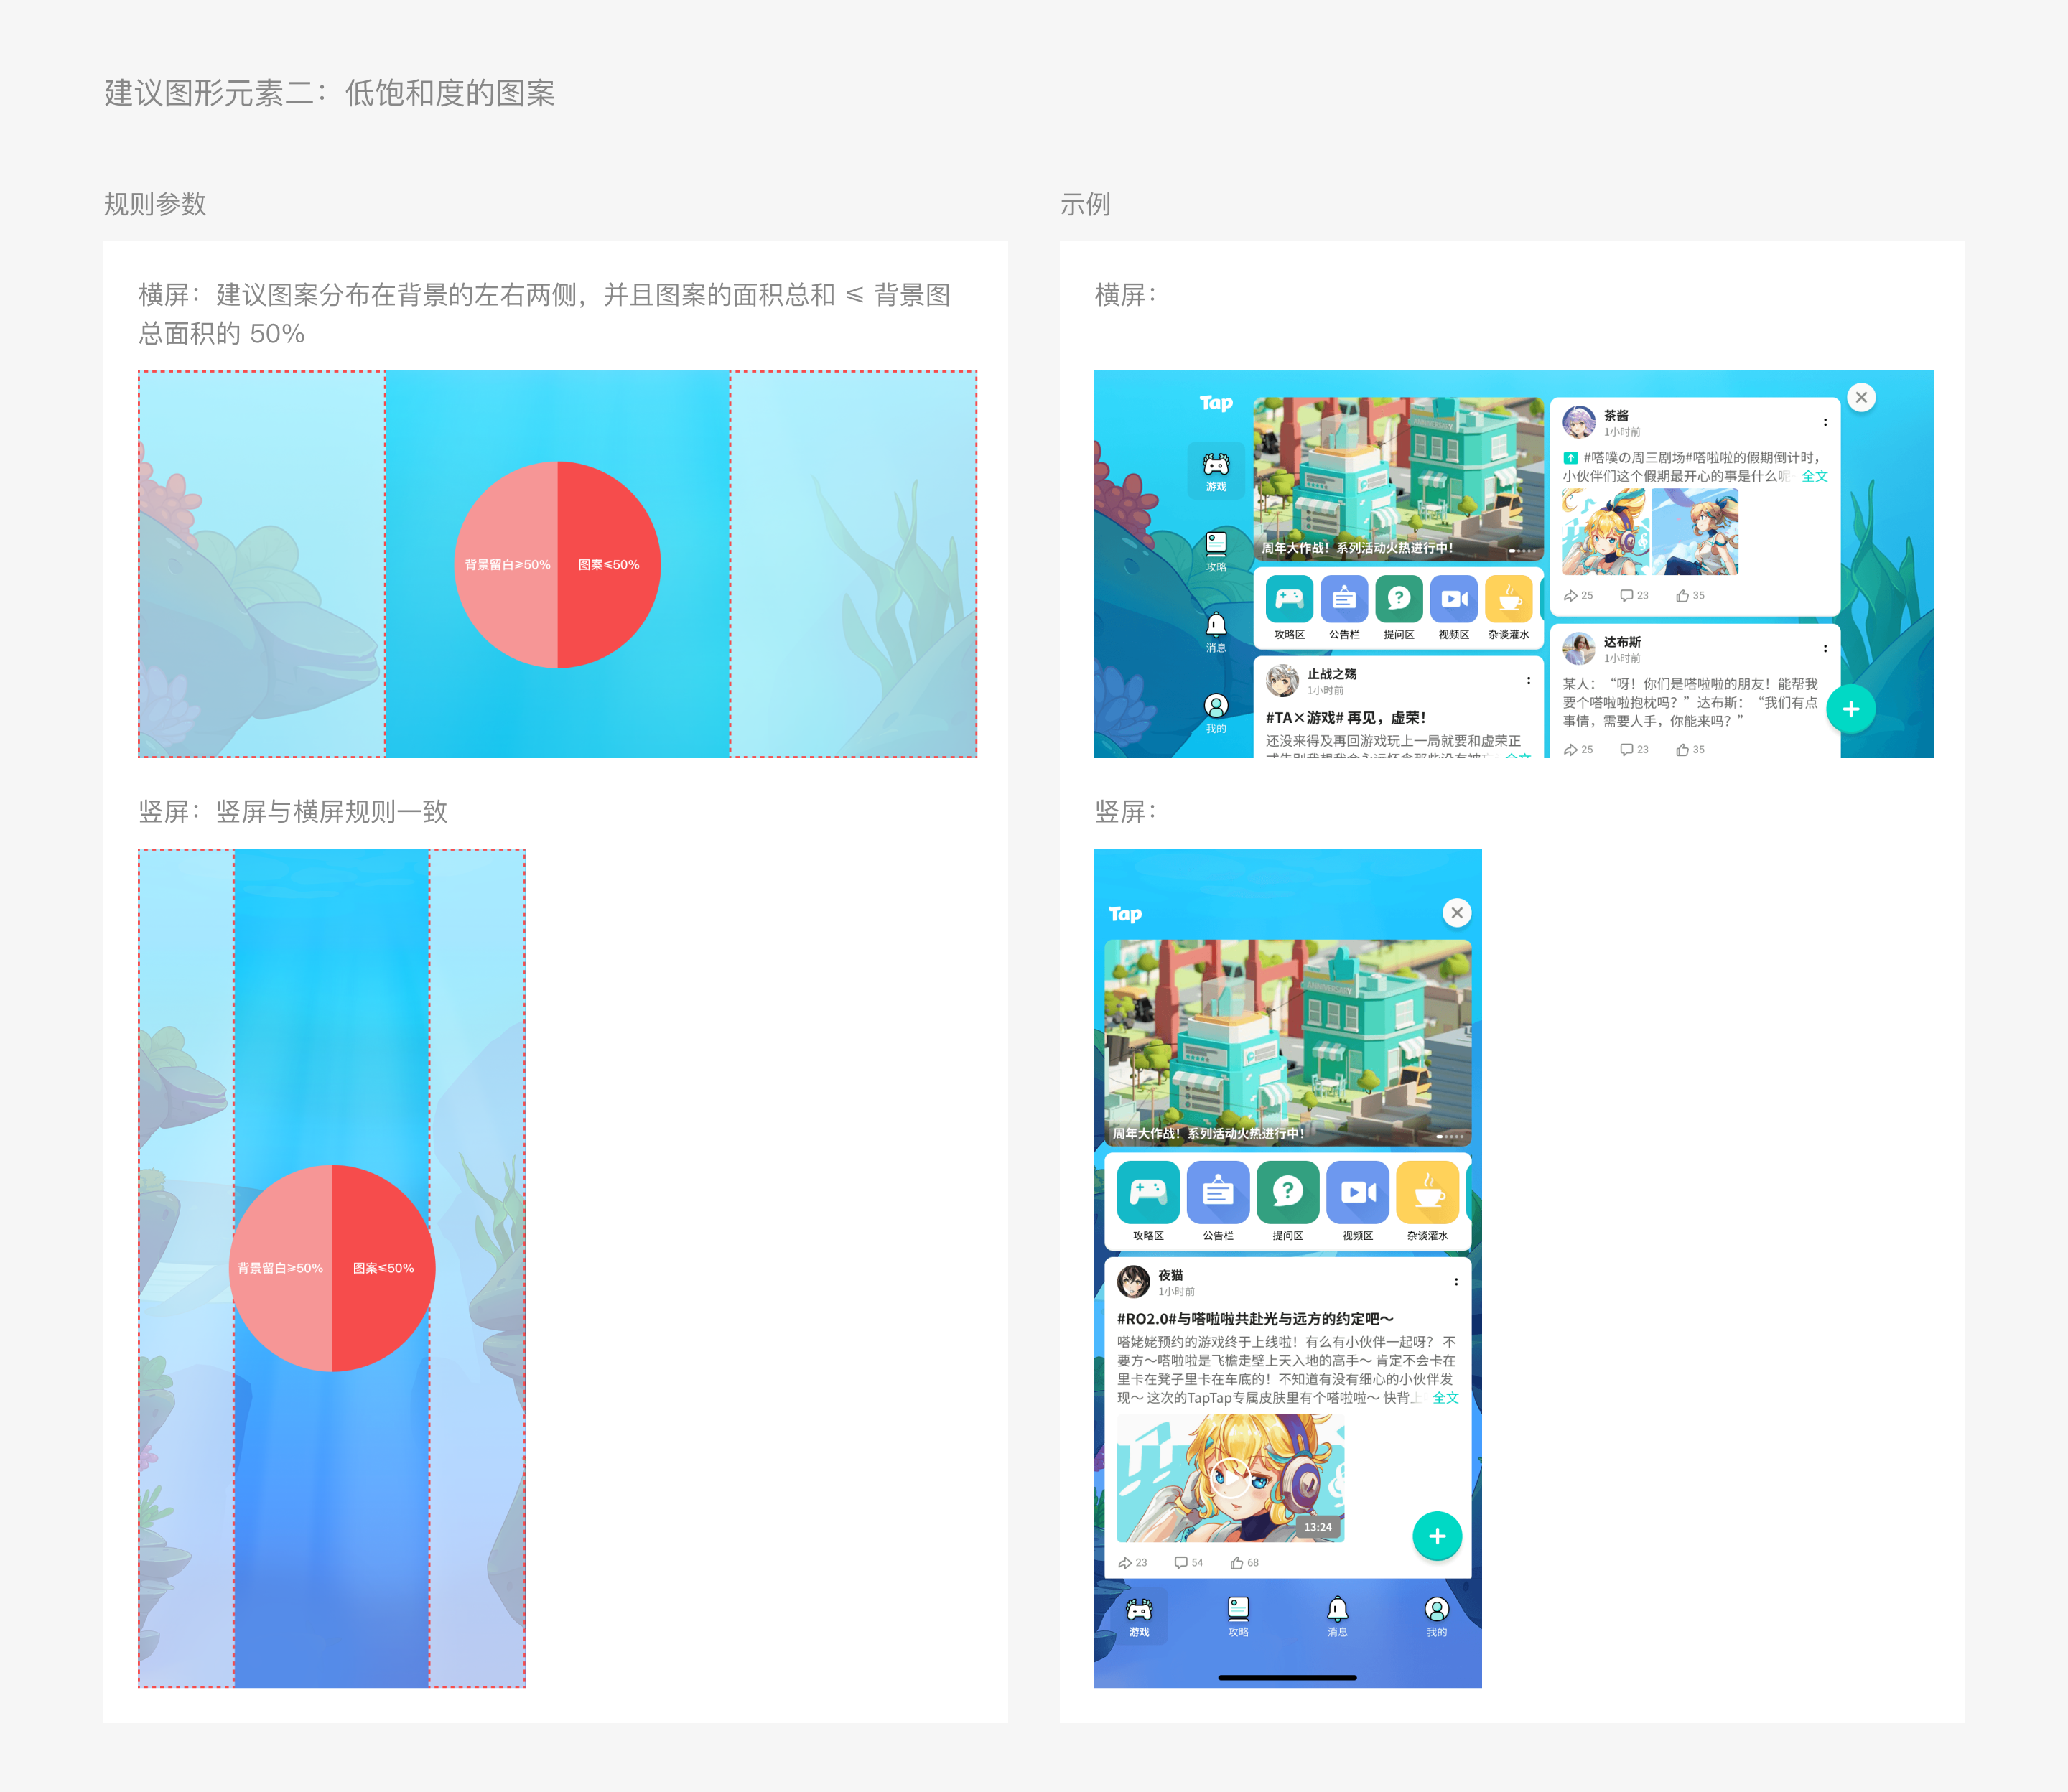 建议图形元素二：低饱和度的图案
规则参数
横屏：建议图案分布在背景的左右两侧，并且图案的面积总和 ≤ 背景图
总面积的 50%
背景留白≥50%
图案≤50%
竖屏：竖屏与横屏规则一致
背景留白≥50%
图案≤50%
示例
横屏：
Tap
游戏
攻略
消息
我的
ANNIVERSARY
周年大作战！系列活动火热进行中！
攻略区
公告栏
提问区
视频区
杂谈灌水
止战之殇
1小时前
#TA×游戏# 再见，虚荣！
还没来得及再回游戏玩上一局就要和虚荣正
茶酱
1小时前
#嗒噗の周三剧场#嗒啦啦的假期倒计时，
小伙伴们这个假期最开心的事是什么呢 全文
25
23
35
达布斯
1小时前
某人：“呀！你们是嗒啦啦的朋友！能帮我
要个嗒啦啦抱枕吗？”达布斯：“我们有点
事情，需要人手，你能来吗？”
25
23
35
竖屏：
Tap
ANNIVERSARY
周年大作战！系列活动火热进行中！
攻略区
公告栏
提问区
视频区
杂谈灌水
夜猫
1小时前
#RO2.0#与嗒啦啦共赴光与远方的约定吧～
嗒姥姥预约的游戏终于上线啦！有么有小伙伴一起呀？ 不
要方～嗒啦啦是飞檐走壁上天入地的高手～ 肯定不会卡在
里卡在凳子里卡在车底的！不知道有没有细心的小伙伴发
现～ 这次的TapTap专属皮肤里有个嗒啦啦～ 快背上 全文
13:24
23
54
68
游戏
攻略
消息
我的